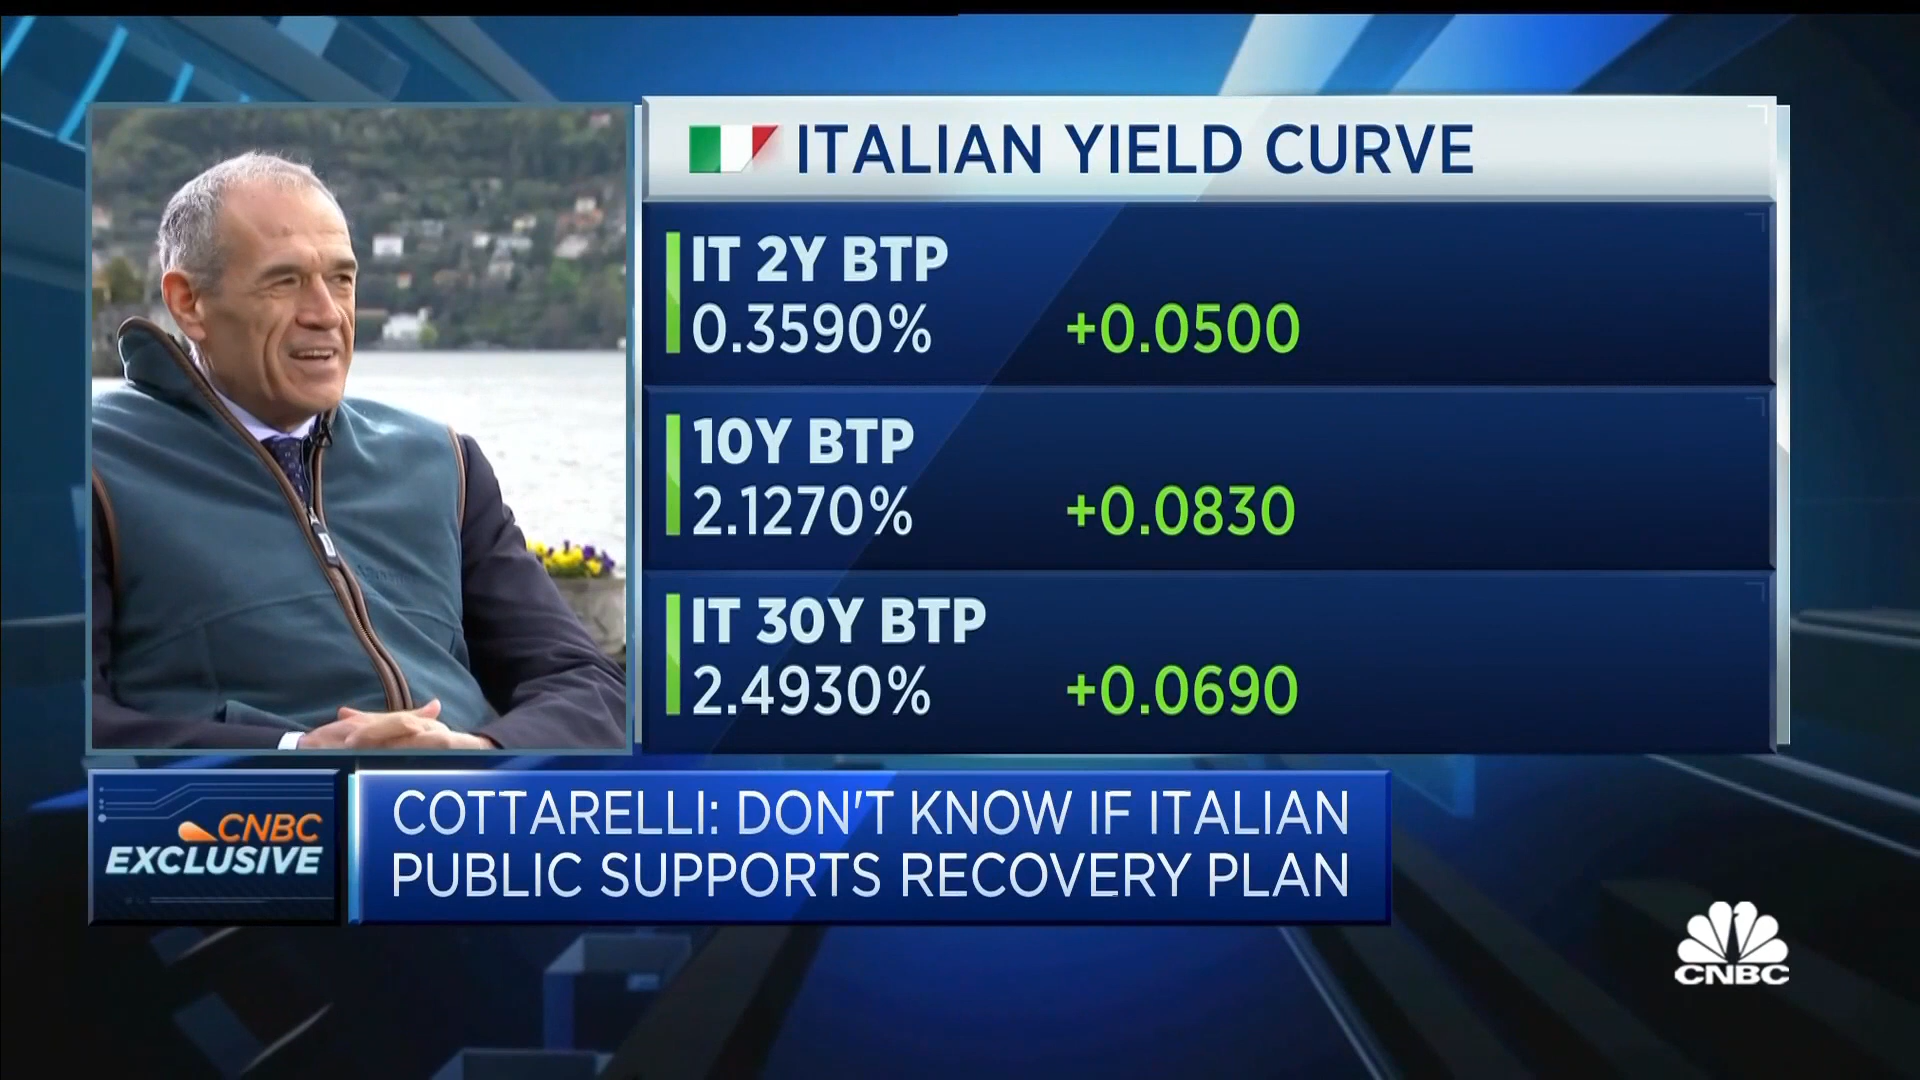 ITALIAN YIELD CURVE
IT 2Y BTP
0.3590% +0.0500
10Y BTP
2.1270% +0.0830
IT 30Y BTP
2.4930% +0.0690
CNBC
EXCLUSIVE
COTTARELLI: DON'T KNOW IF ITALIAN
PUBLIC SUPPORTS RECOVERY PLAN
CNBC